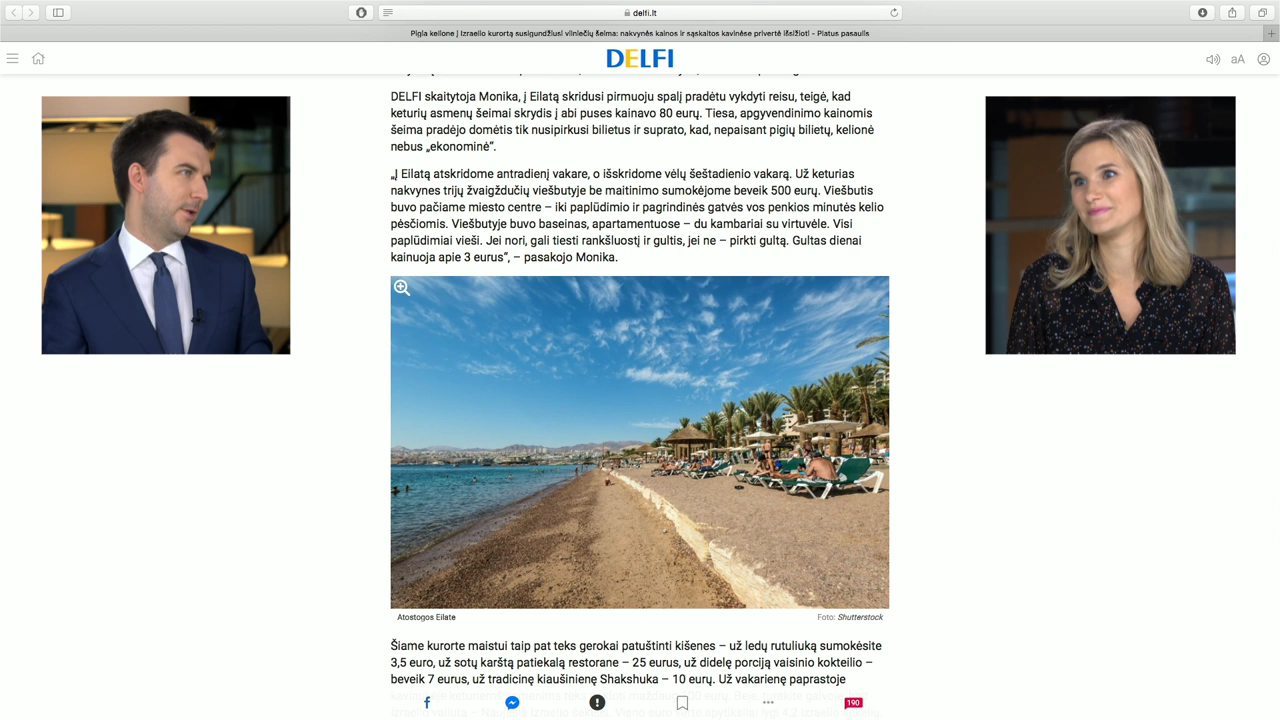 delfi.lt
Pigia kelione į Izraelio kurortą susigundžiusi vilniečių šeima: nakvynės kainos ir sąskaitos kavinėse privertė išsižioti - Platus pasaulis
DELFI
aA
DELFI skaitytoja Monika, į Eilatą skridusi pirmuoju spalį pradėtu vykdyti reisu, teigė, kad
keturių asmenų šeimai skrydis į abi puses kainavo 80 eurų. Tiesa, apgyvendinimo kainomis
šeima pradėjo domėtis tik nusipirkusi bilietus ir suprato, kad, nepaisant pigių bilietų, kelionė
nebus „ekonominė“.
„Į Eilatą atskridome antradienį vakare, o išskridome vėlų šeštadienio vakarą. Už keturias
nakvynes trijų žvaigždučių viešbutyje be maitinimo sumokėjome beveik 500 eurų. Viešbutis
buvo pačiame miesto centre – iki paplūdimio ir pagrindinės gatvės vos penkios minutės kelio
pėsčiomis. Viešbutyje buvo baseinas, apartamentuose – du kambariai su virtuvėle. Visi
paplūdimiai vieši. Jei nori, gali tiesti rankšluostį ir gultis, jei ne – pirkti gultą. Gultas dienai
kainuoja apie 3 eurus“, – pasakojo Monika.
Atostogos Eilate
Foto: Shutterstock
Šiame kurorte maistui taip pat teks gerokai patuštinti kišenes – už ledų rutuliuką sumokėsite
3,5 euro, už sotų karštą patiekalą restorane – 25 eurus, už didelę porciją vaisinio kokteilio –
beveik 7 eurus, už tradicinę kiaušinienę Shakshuka – 10 eurų. Už vakarienę paprastoje
190